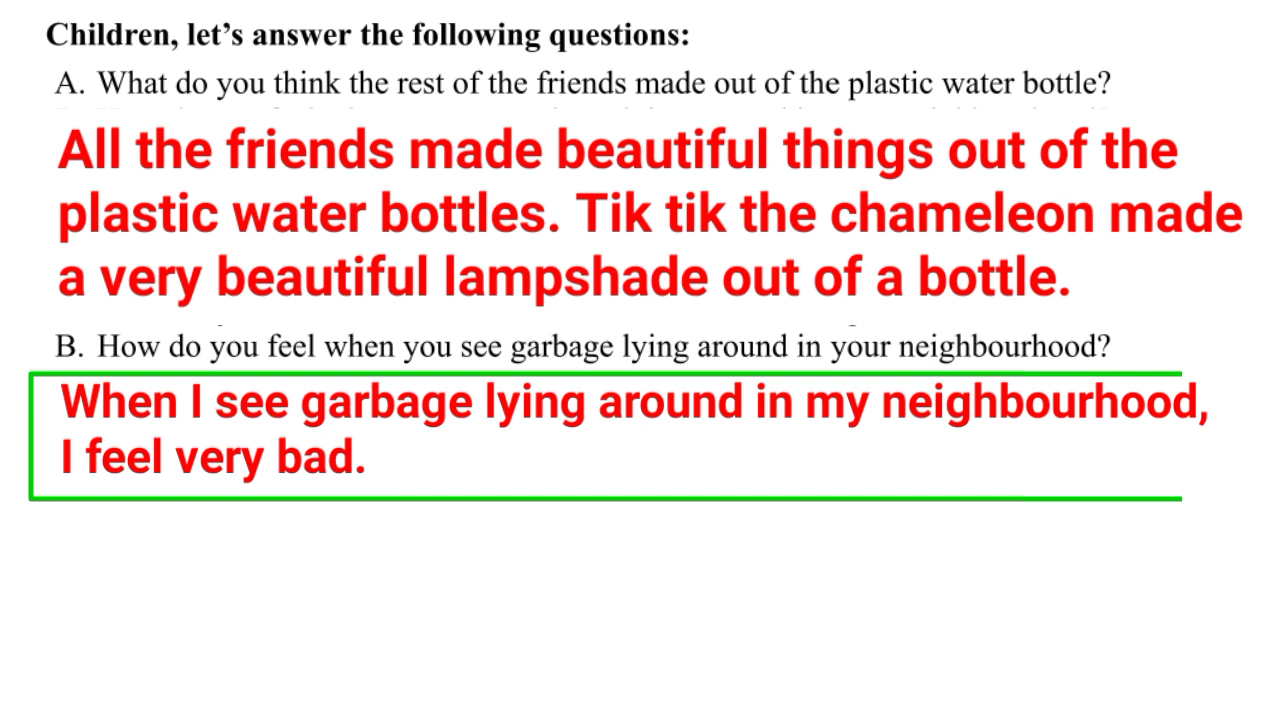 Children, let’s answer the following questions:
A. What do you think the rest of the friends made out of the plastic water bottle?
All the friends made beautiful things out of the
plastic water bottles. Tik tik the chameleon made
a very beautiful lampshade out of a bottle.
B. How do you feel when you see garbage lying around in your neighbourhood?
When I see garbage lying around in my neighbourhood,
I feel very bad.